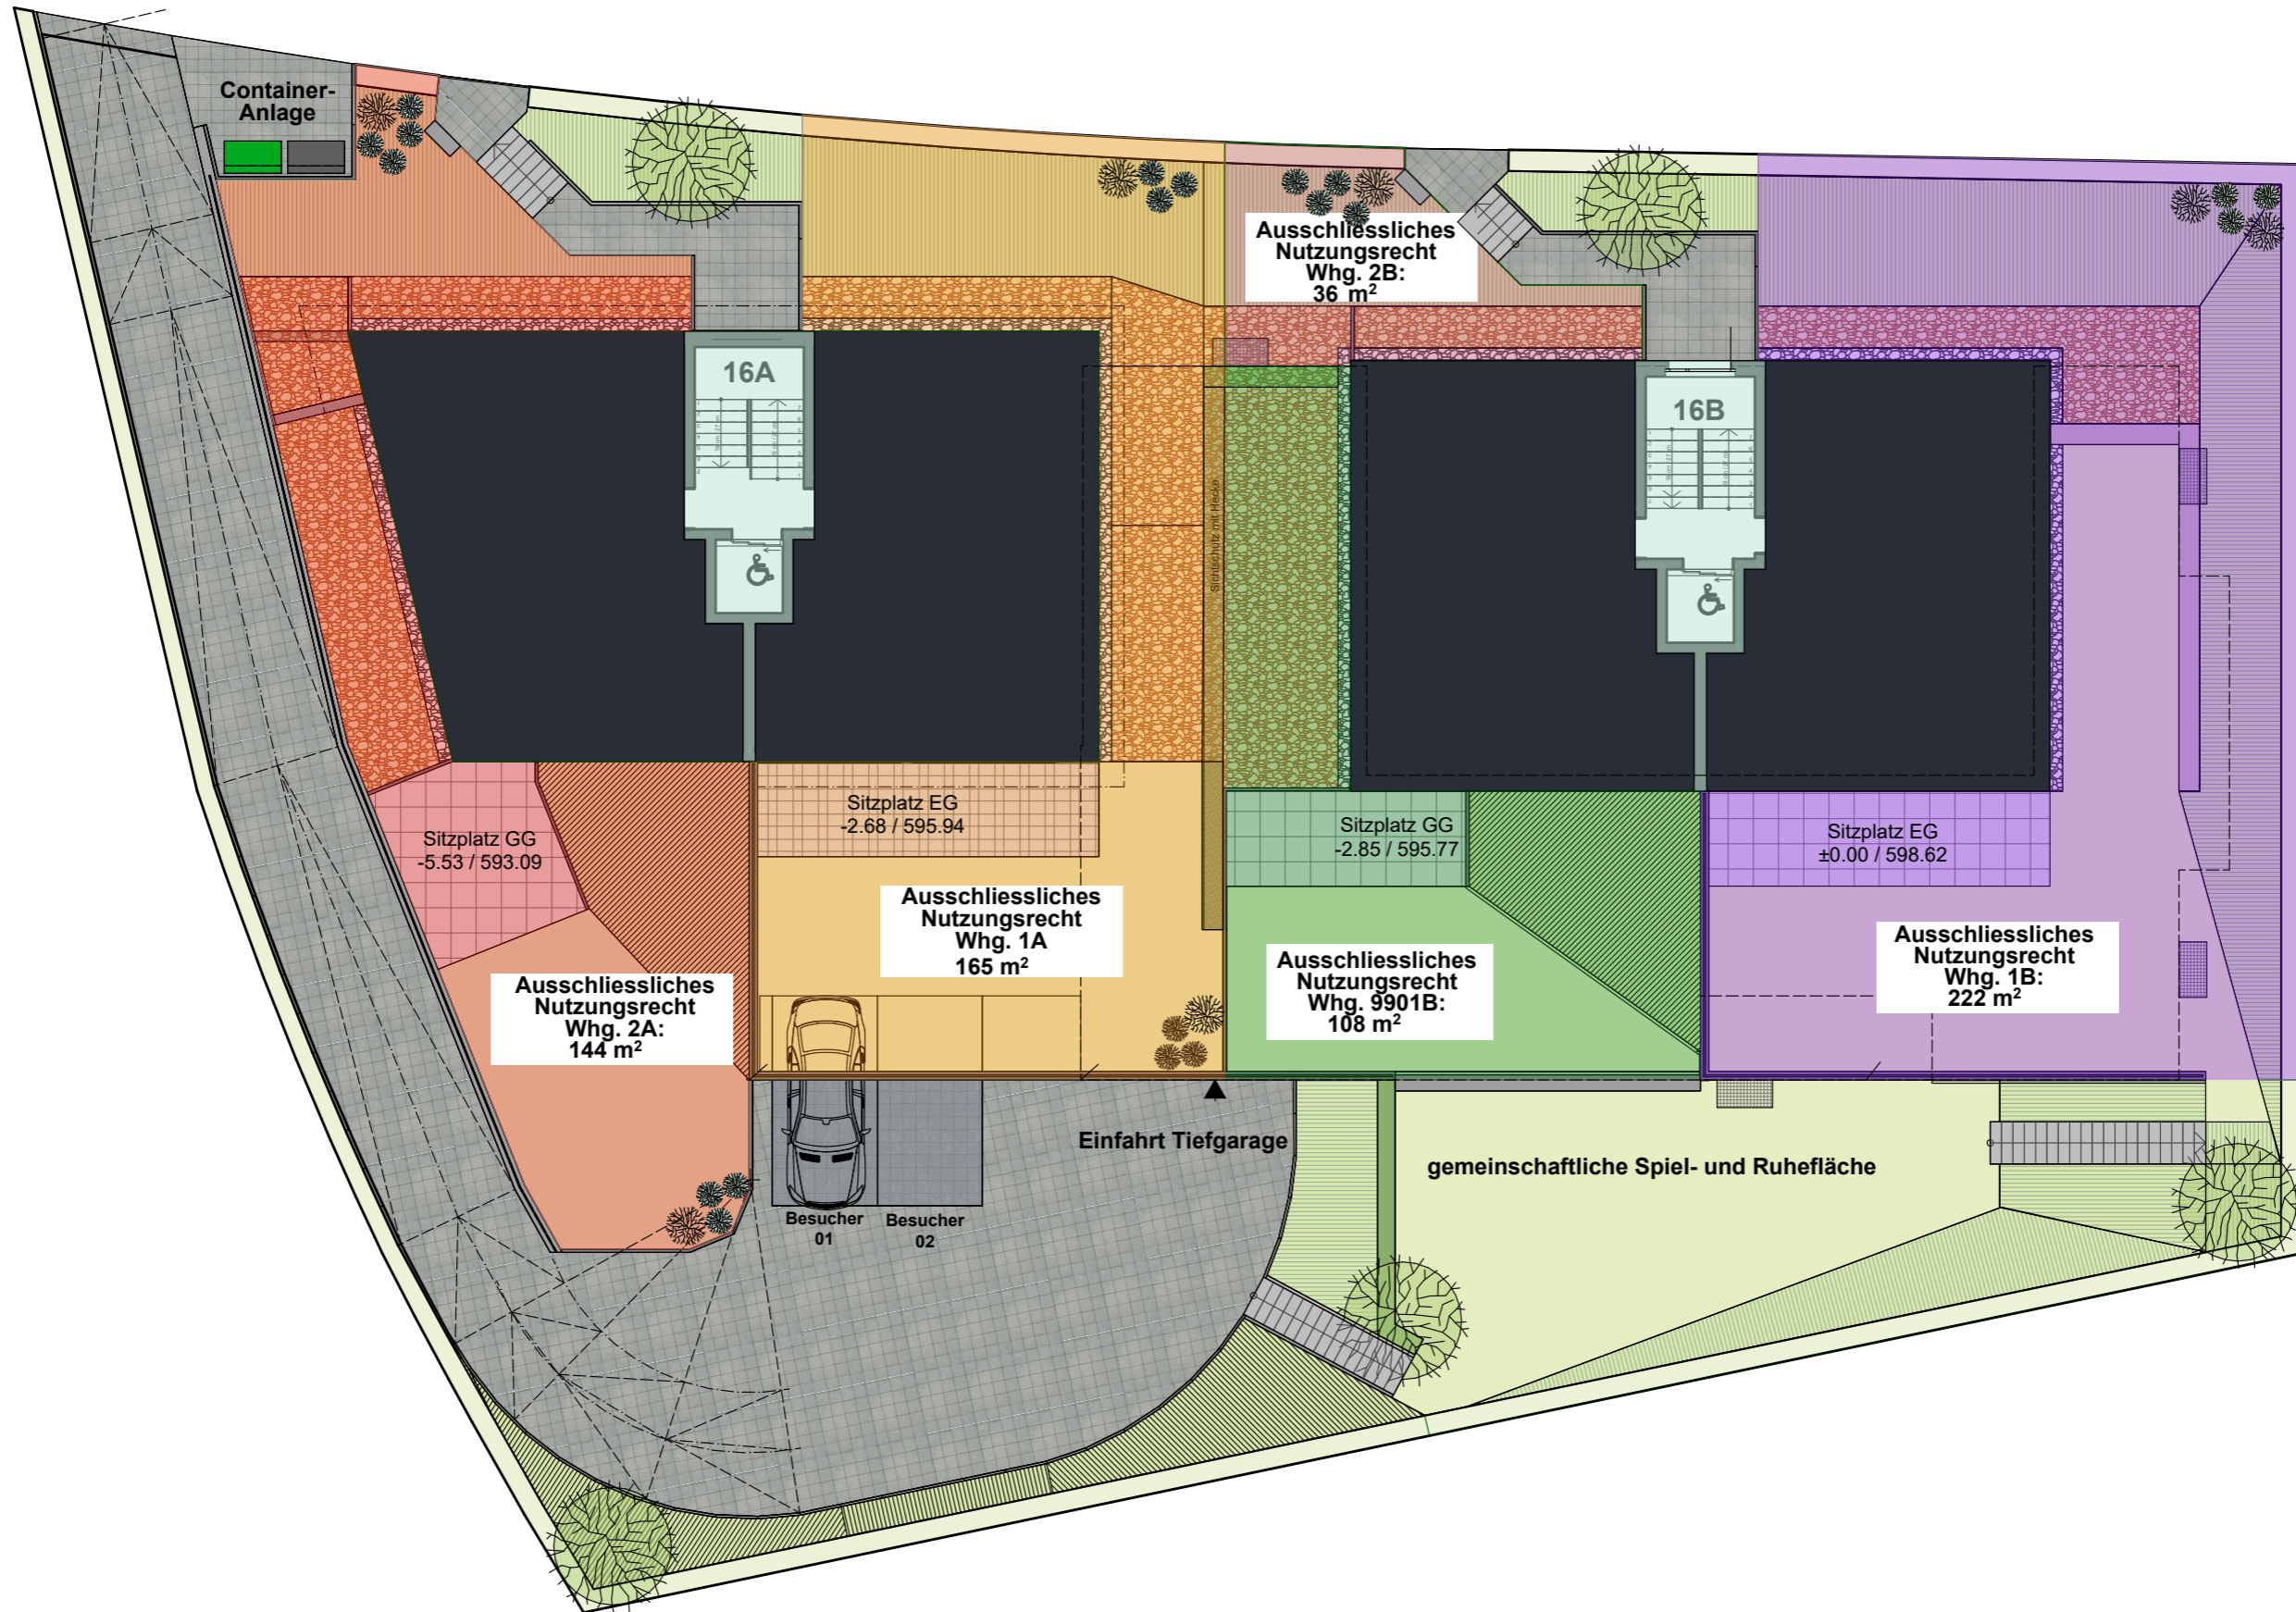 Container-
Anlage
Ausschliessliches
Nutzungsrecht
Whg. 2B:
36 m²
16A
16B
Sichtschutz mit Hecke
Sitzplatz EG
-2.68 / 595.94
Sitzplatz GG
-5.53 / 593.09
Sitzplatz GG
-2.85 / 595.77
Sitzplatz EG
±0.00 / 598.62
Ausschliessliches
Nutzungsrecht
Whg. 1A
165 m²
Ausschliessliches
Nutzungsrecht
Whg. 1B:
222 m²
Ausschliessliches
Nutzungsrecht
Whg. 9901B:
108 m²
Ausschliessliches
Nutzungsrecht
Whg. 2A:
144 m²
Einfahrt Tiefgarage
gemeinschaftliche Spiel- und Ruhefläche
Besucher
01
Besucher
02